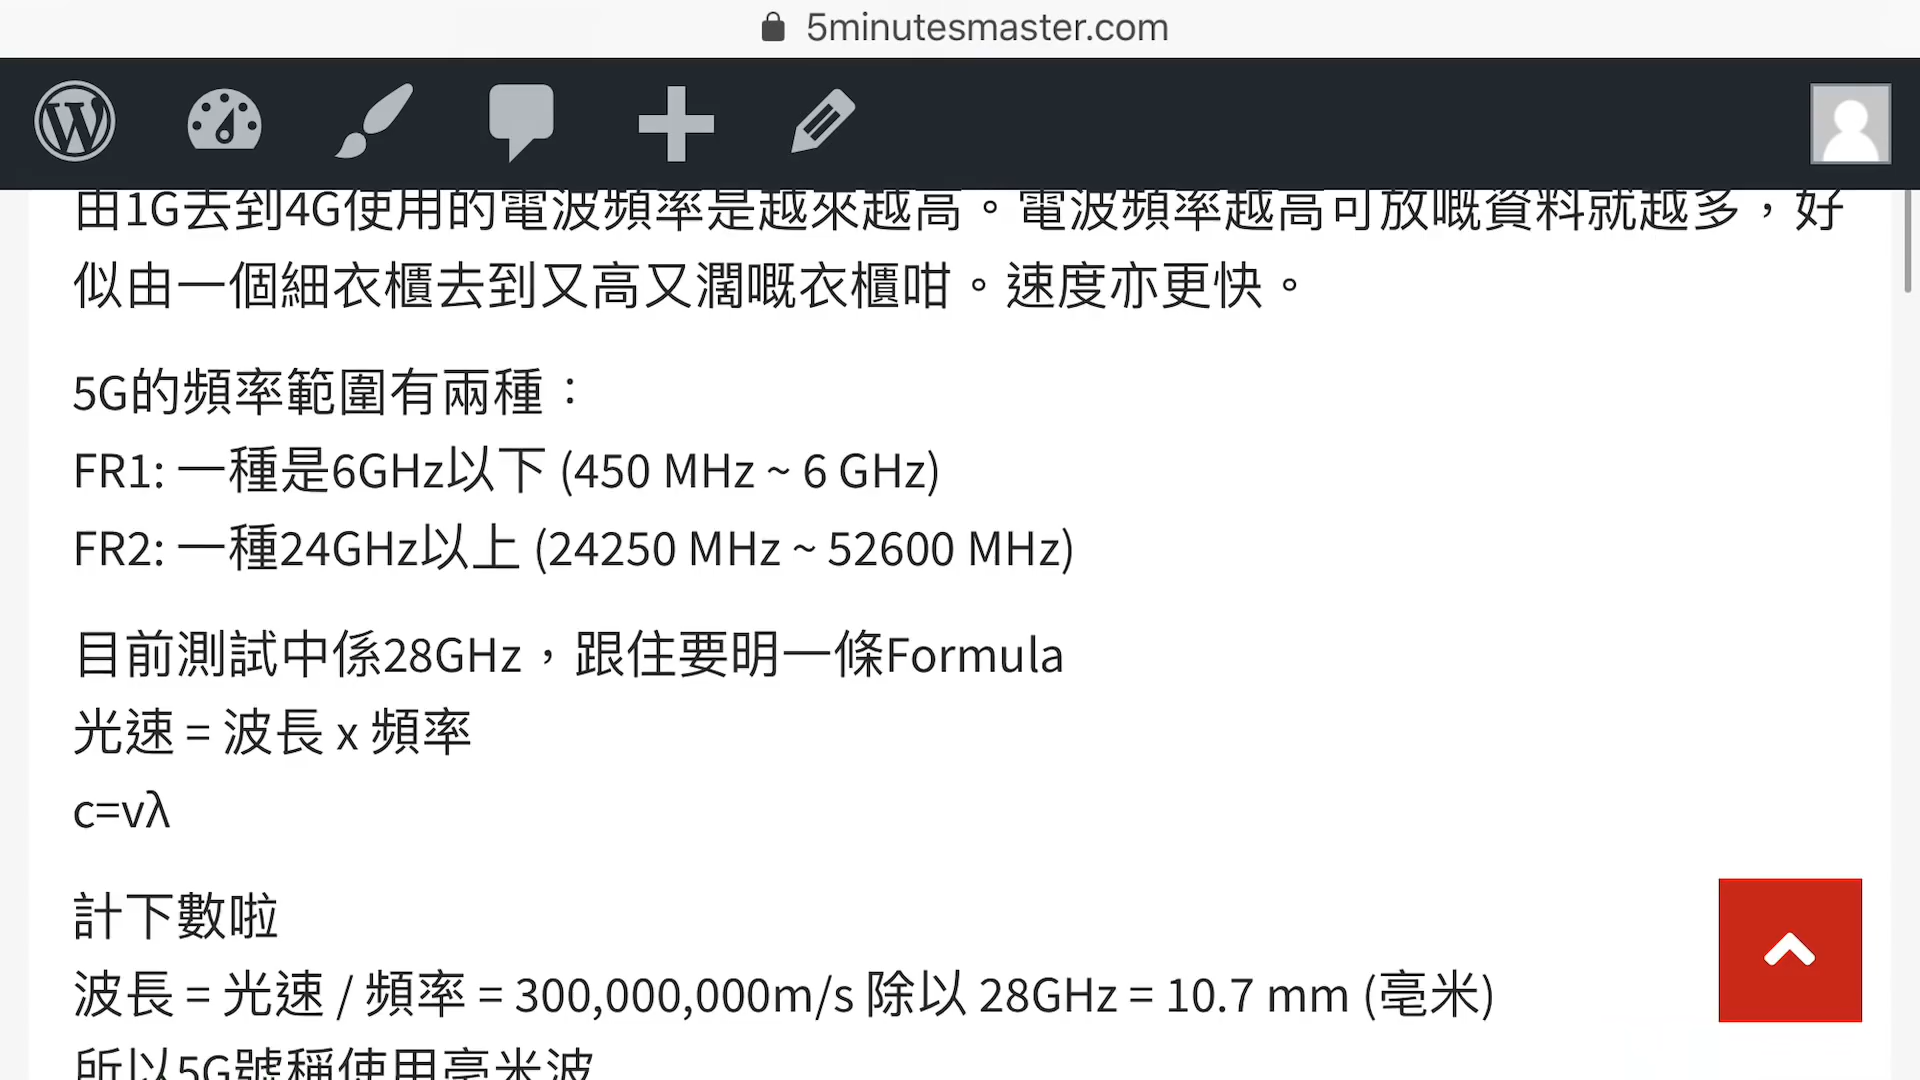 5minutesmaster.com
由1G去到4G使用的電波頻率是越來越高。電波頻率越高可放嘅資料就越多，好
似由一個細衣櫃去到又高又濶嘅衣櫃咁。速度亦更快。
5G的頻率範圍有兩種：
FR1: 一種是6GHz以下 (450 MHz ~ 6 GHz)
FR2: 一種24GHz以上 (24250 MHz ~ 52600 MHz)
目前測試中係28GHz，跟住要明一條Formula
光速 = 波長 x 頻率
c=νλ
計下數啦
波長 = 光速 / 頻率 = 300,000,000m/s 除以 28GHz = 10.7 mm (亳米)
所以5G號稱使用亳米波